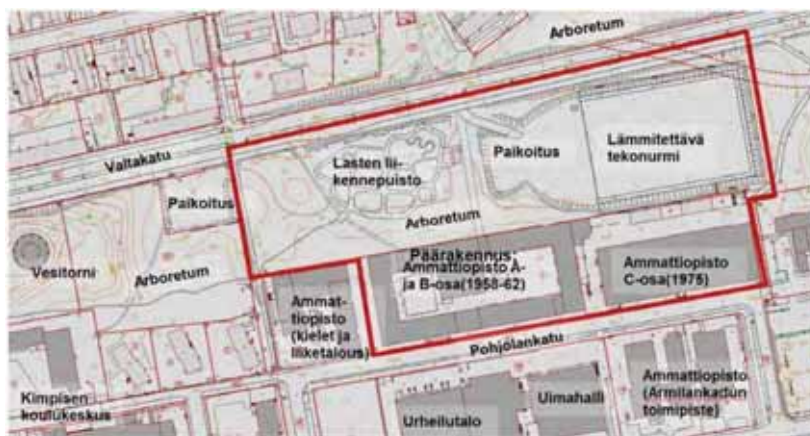 Arboretum
Valtakatu
Lasten lii-
kennepuisto
Paikoitus
Lämmitettävä
tekonurmi
Paikoitus
Arboretum
Vesitorni
Arboretum
Päärakennus;
Ammattiopisto A-
ja B-osa(1958-62)
Ammattiopisto
C-osa(1975)
Ammat-
tiopisto
(kielet ja
liiketalous)
Pohjolankatu
Kimpisen
koulukeskus
Urheilutalo
Uimahalli
Ammattiopisto
(Armilankadun
toimipiste)